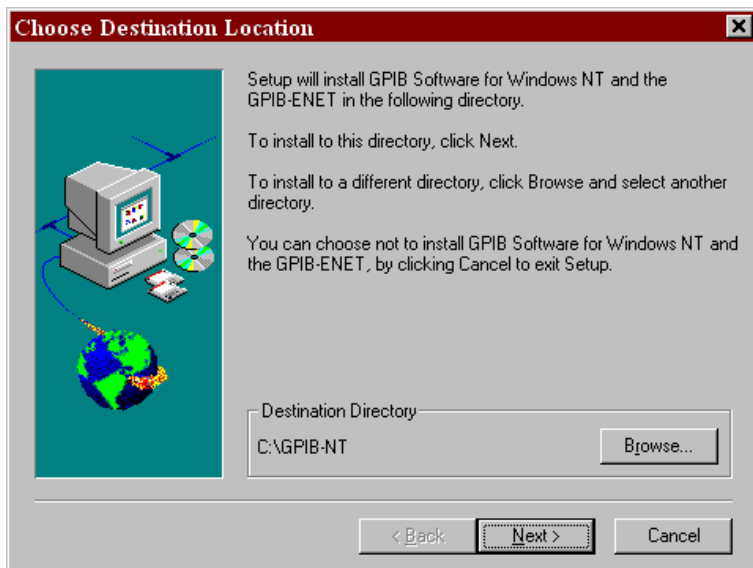 Choose Destination Location
Setup will install GPIB Software for Windows NT and the
GPIB-ENET in the following directory.
To install to this directory, click Next.
To install to a different directory, click Browse and select another
directory.
You can choose not to install GPIB Software for Windows NT and
the GPIB-ENET, by clicking Cancel to exit Setup.
Destination Directory
C:\GPIB-NT
Browse...
< Back
Next >
Cancel